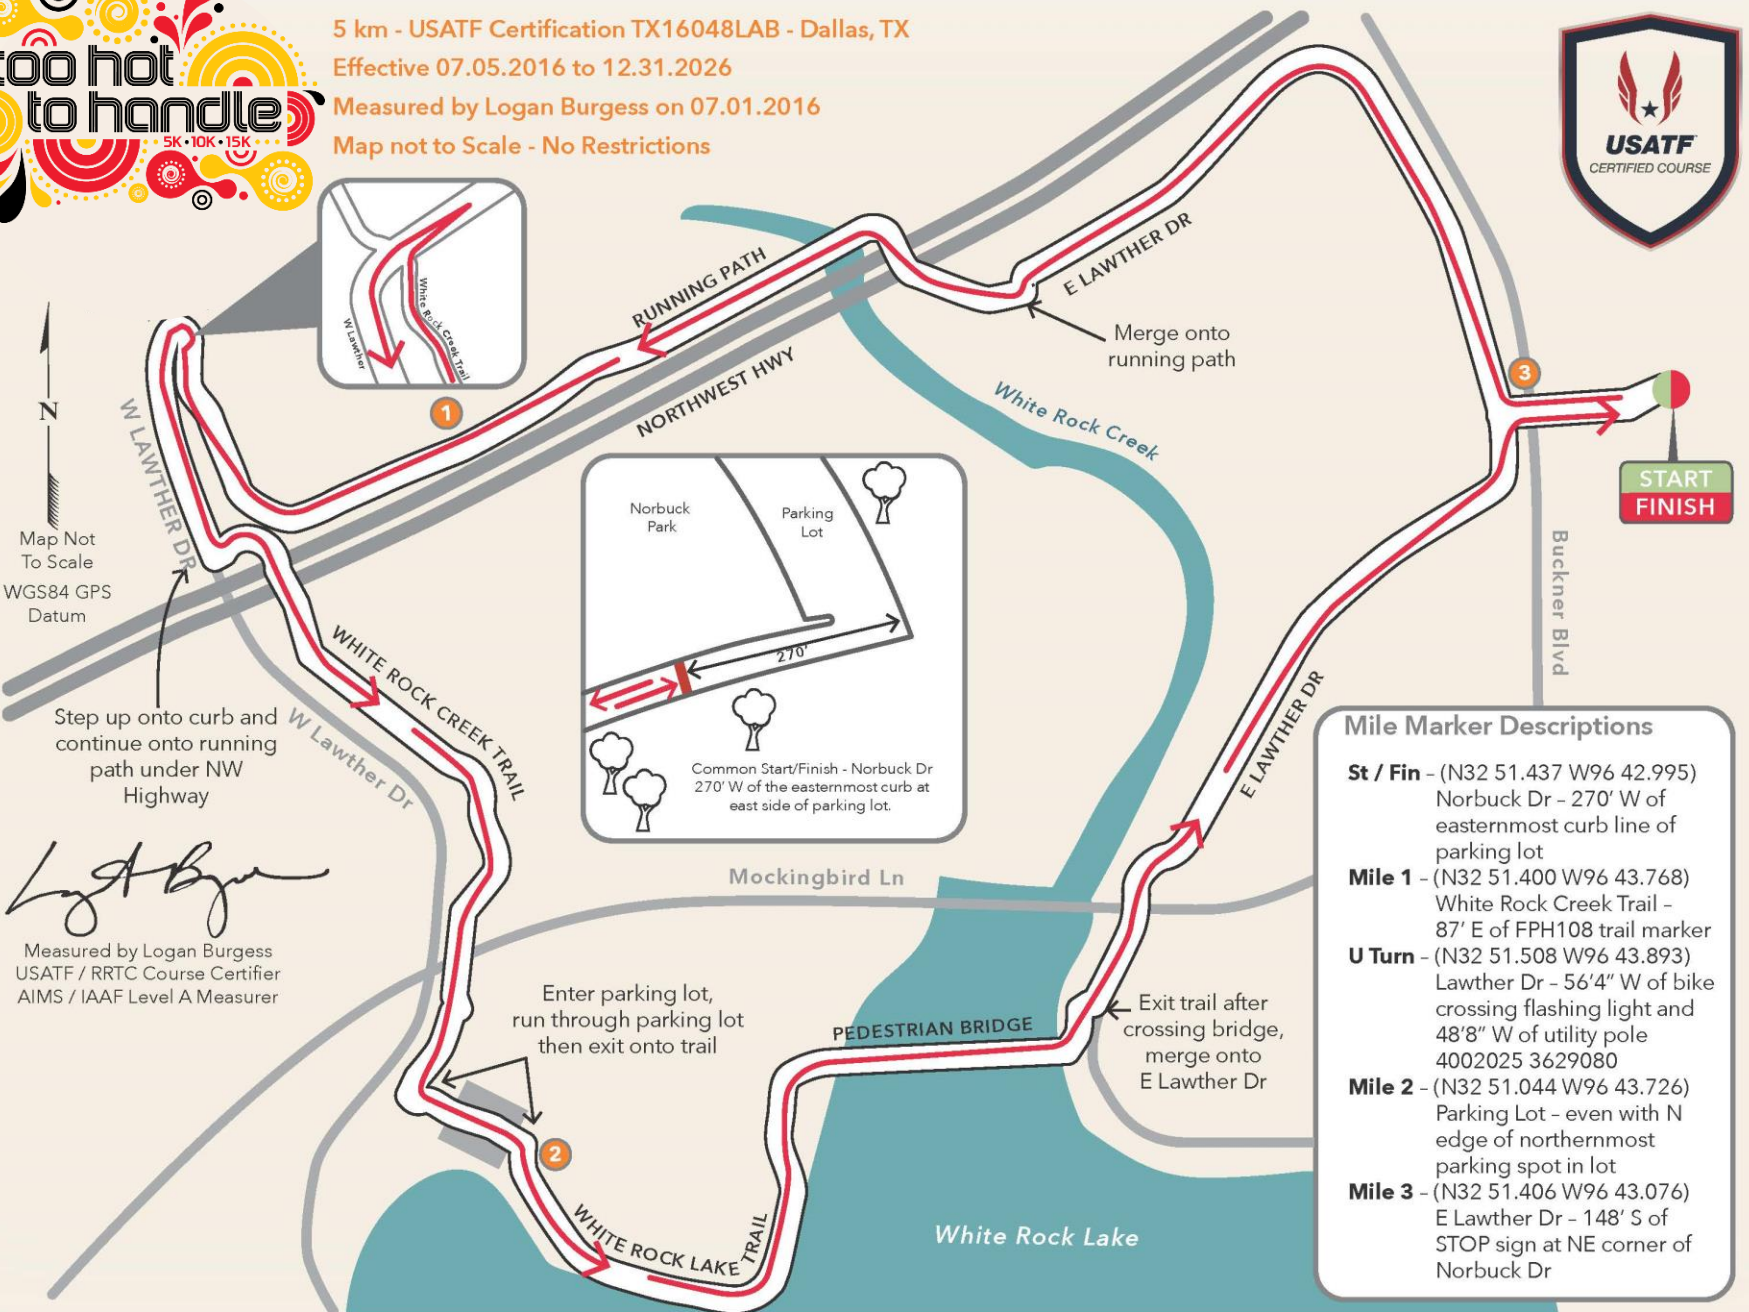 too hot
to handle
5K • 10K • 15K
5 km - USATF Certification TX16048LAB - Dallas, TX
Effective 07.05.2016 to 12.31.2026
Measured by Logan Burgess on 07.01.2016
Map not to Scale - No Restrictions
USATF
CERTIFIED COURSE
W Lawther
White Rock Creek Trail
RUNNING PATH
E LAWTHER DR
Merge onto
running path
NORTHWEST HWY
White Rock Creek
1
3
START
FINISH
N
Map Not
To Scale
WGS84 GPS
Datum
W LAWTHER DR
Norbuck
Park
Parking
Lot
270'
Common Start/Finish - Norbuck Dr
270' W of the easternmost curb at
east side of parking lot.
Buckner Blvd
WHITE ROCK CREEK TRAIL
W Lawther Dr
Step up onto curb and
continue onto running
path under NW
Highway
E LAWTHER DR
Mockingbird Ln
Measured by Logan Burgess
USATF / RRTC Course Certifier
AIMS / IAAF Level A Measurer
Enter parking lot,
run through parking lot
then exit onto trail
PEDESTRIAN BRIDGE
Exit trail after
crossing bridge,
merge onto
E Lawther Dr
2
WHITE ROCK LAKE TRAIL
White Rock Lake
Mile Marker Descriptions
St / Fin - (N32 51.437 W96 42.995)
Norbuck Dr - 270' W of
easternmost curb line of
parking lot
Mile 1 - (N32 51.400 W96 43.768)
White Rock Creek Trail -
87' E of FPH108 trail marker
U Turn - (N32 51.508 W96 43.893)
Lawther Dr - 56'4" W of bike
crossing flashing light and
48'8" W of utility pole
4002025 3629080
Mile 2 - (N32 51.044 W96 43.726)
Parking Lot - even with N
edge of northernmost
parking spot in lot
Mile 3 - (N32 51.406 W96 43.076)
E Lawther Dr - 148' S of
STOP sign at NE corner of
Norbuck Dr